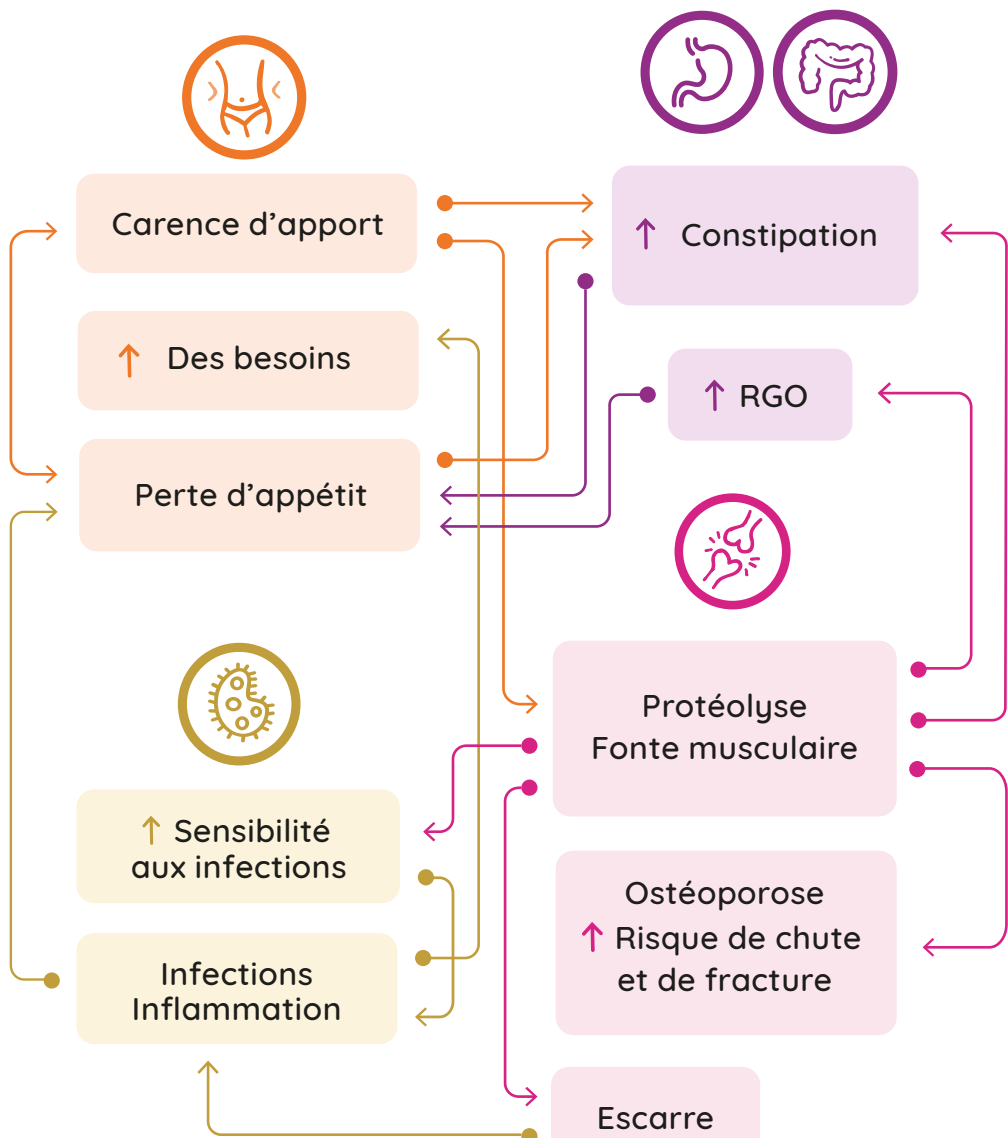 Carence d’apport
↑ Des besoins
Perte d’appétit
↑ Constipation
↑ RGO
Protéolyse
Fonte musculaire
↑ Sensibilité
aux infections
Infections
Inflammation
Ostéoporose
↑ Risque de chute
et de fracture
Escarre